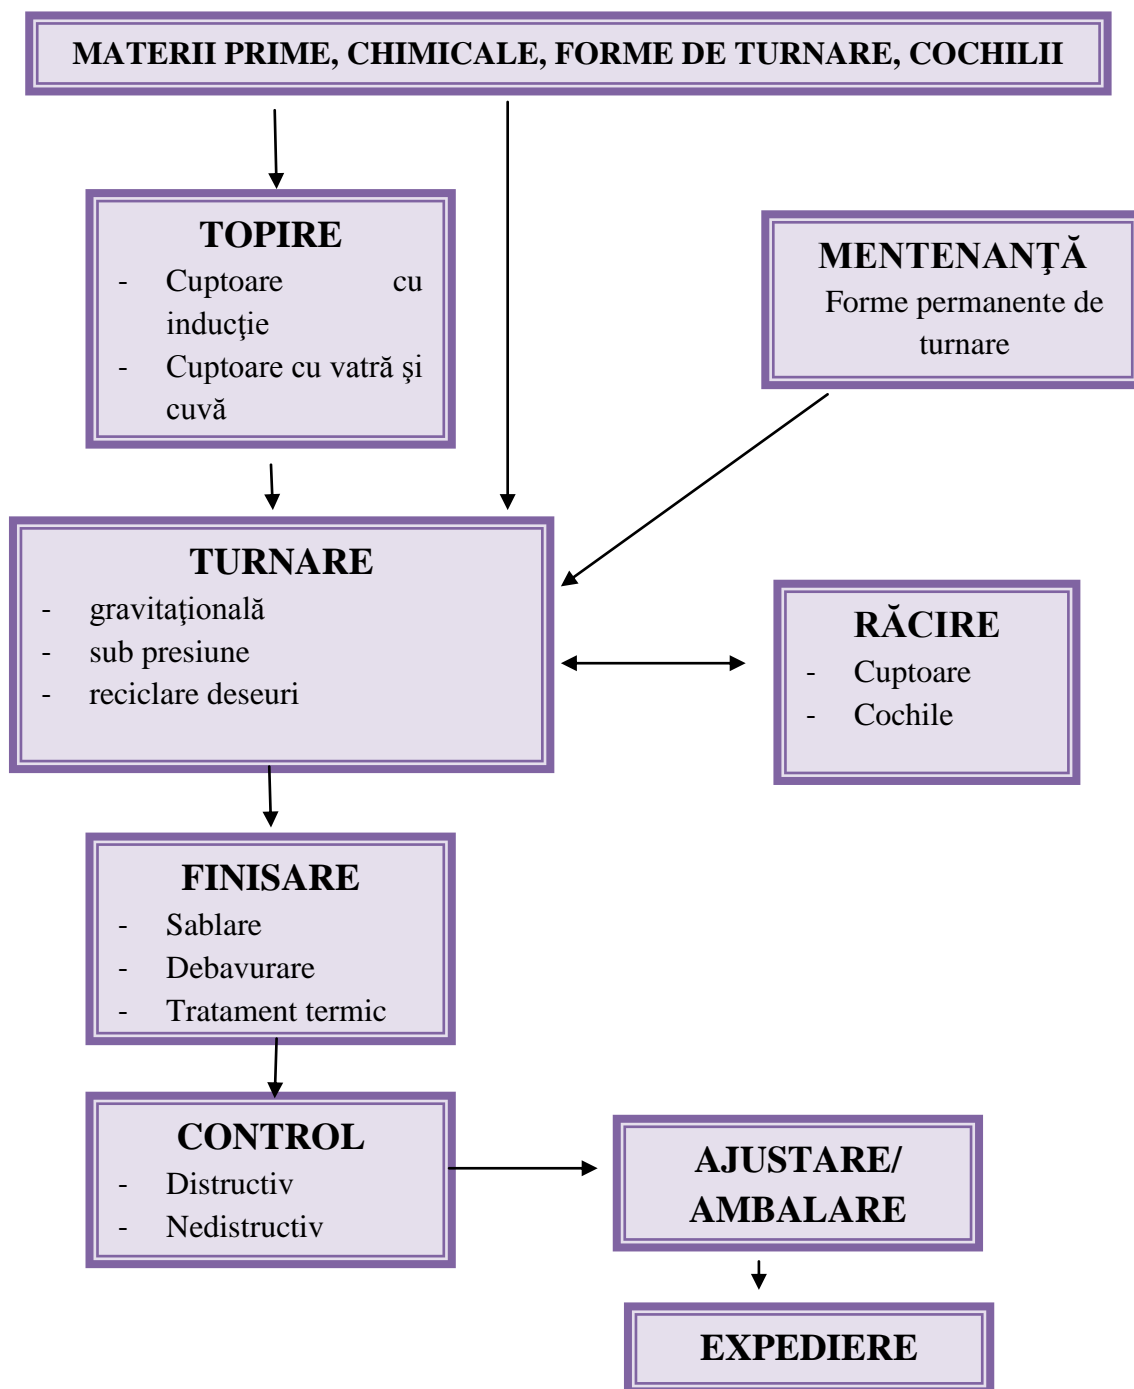 MATERII PRIME, CHIMICALE, FORME DE TURNARE, COCHILII
TOPIRE
- Cuptoare cu
inducţie
- Cuptoare cu vatră şi
cuvă
MENTENANŢĂ
Forme permanente de
turnare
TURNARE
- gravitaţională
- sub presiune
- reciclare deseuri
RĂCIRE
- Cuptoare
- Cochile
FINISARE
- Sablare
- Debavurare
- Tratament termic
CONTROL
- Distructiv
- Nedistructiv
AJUSTARE/
AMBALARE
EXPEDIERE